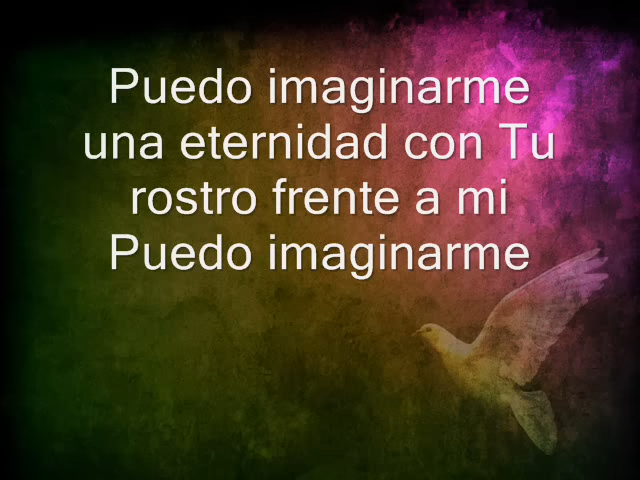 Puedo imaginarme
una eternidad con Tu
rostro frente a mi
Puedo imaginarme